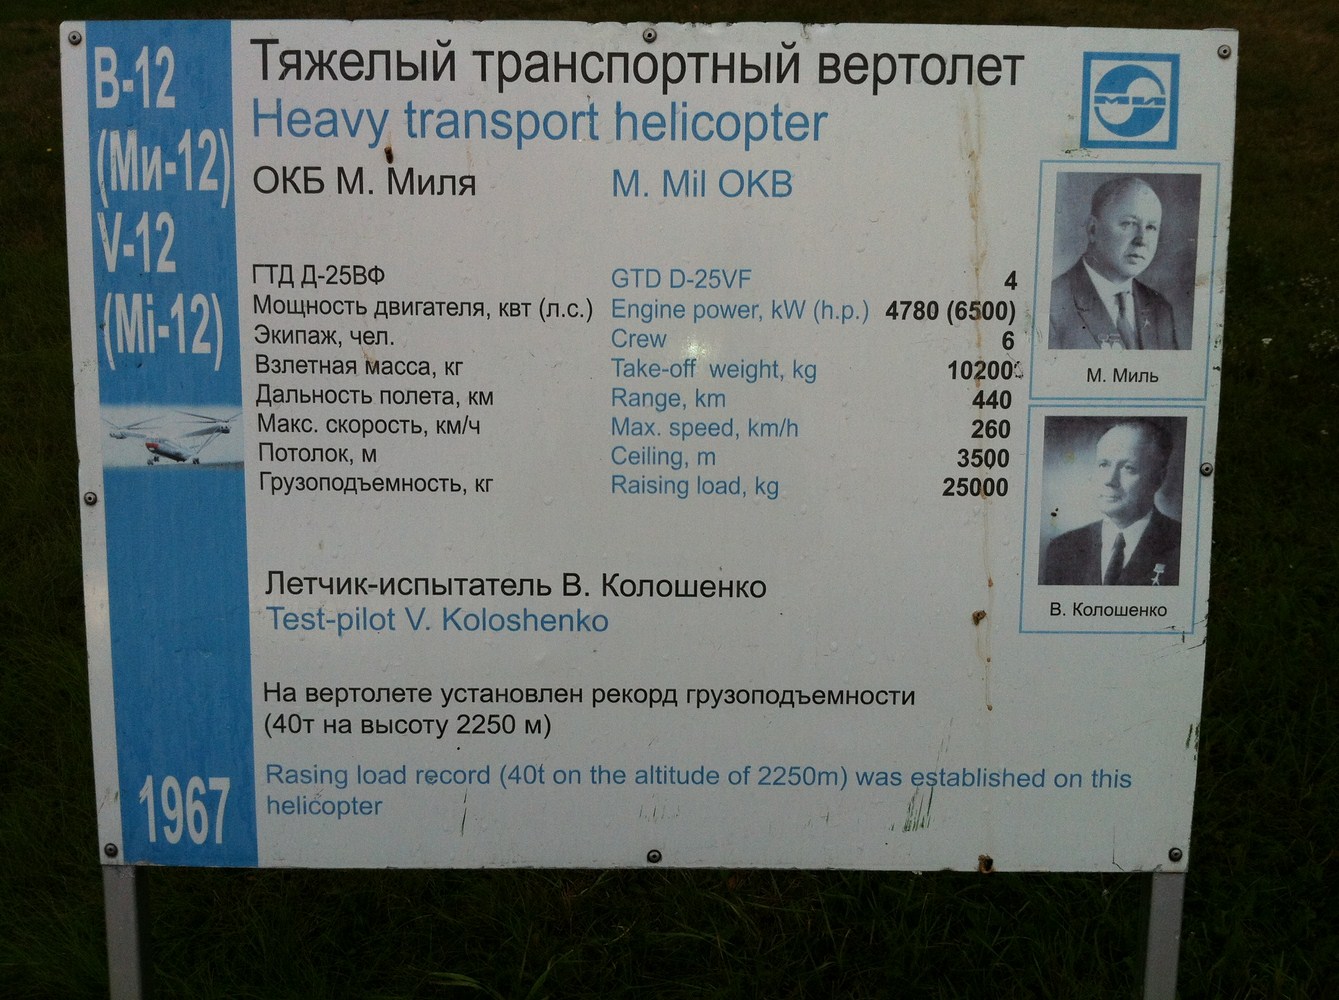 В-12
(Ми-12)
V-12
(Mi-12)
1967
Тяжелый транспортный вертолет
Heavy transport helicopter
ОКБ М. Миля M. Mil OKB
ГТД Д-25ВФ GTD D-25VF 4
Мощность двигателя, квт (л.с.) Engine power, kW (h.p.) 4780 (6500)
Экипаж, чел. Crew 6
Взлетная масса, кг Take-off weight, kg
Дальность полета, км Range, km 440
Макс. скорость, км/ч Max. speed, km/h 260
Потолок, м Ceiling, m 3500
Грузоподъемность, кг Raising load, kg 25000
Летчик-испытатель В. Колошенко
Test-pilot V. Koloshenko
На вертолете установлен рекорд грузоподъемности
(40т на высоту 2250 м)
Rasing load record (40t on the altitude of 2250m) was established on this
helicopter
МИ
М. Миль
В. Колошенко